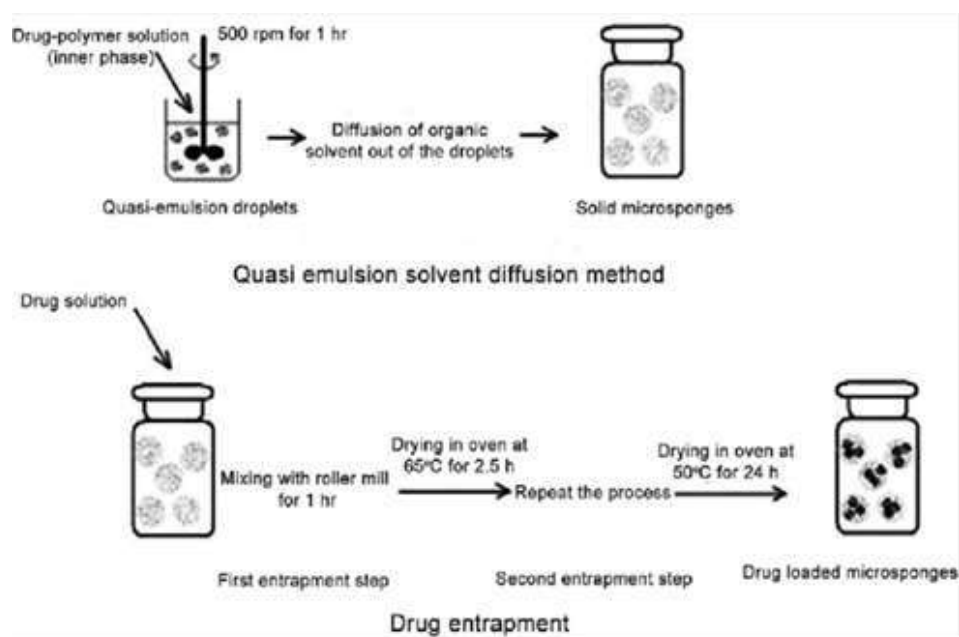 Drug-polymer solution
(inner phase)
500 rpm for 1 hr
Diffusion of organic
solvent out of the droplets
Quasi-emulsion droplets
Solid microsponges
Quasi emulsion solvent diffusion method
Drug solution
Mixing with roller mill
for 1 hr
Drying in oven at
65°C for 2.5 h
Repeat the process
Drying in oven at
50°C for 24 h
First entrapment step
Second entrapment step
Drug loaded microsponges
Drug entrapment